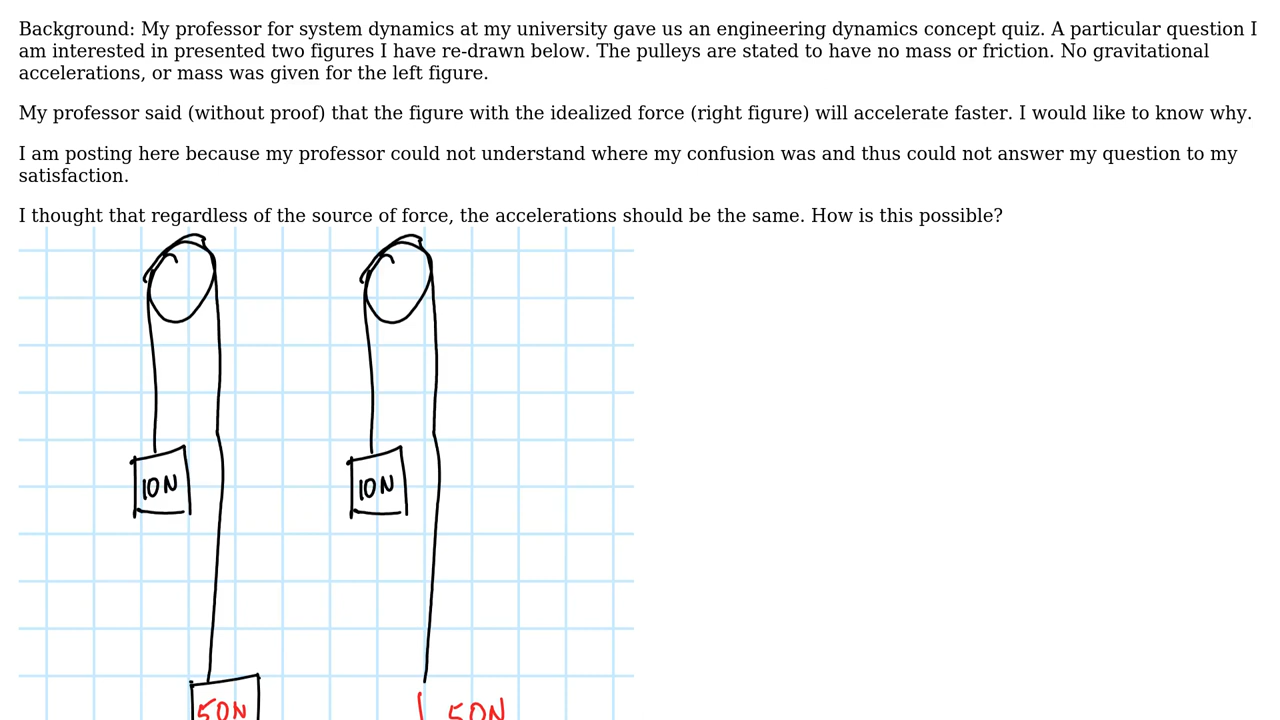 Background: My professor for system dynamics at my university gave us an engineering dynamics concept quiz. A particular question I
am interested in presented two figures I have re-drawn below. The pulleys are stated to have no mass or friction. No gravitational
accelerations, or mass was given for the left figure.
My professor said (without proof) that the figure with the idealized force (right figure) will accelerate faster. I would like to know why.
I am posting here because my professor could not understand where my confusion was and thus could not answer my question to my
satisfaction.
I thought that regardless of the source of force, the accelerations should be the same. How is this possible?
10N 10N
50N 50N